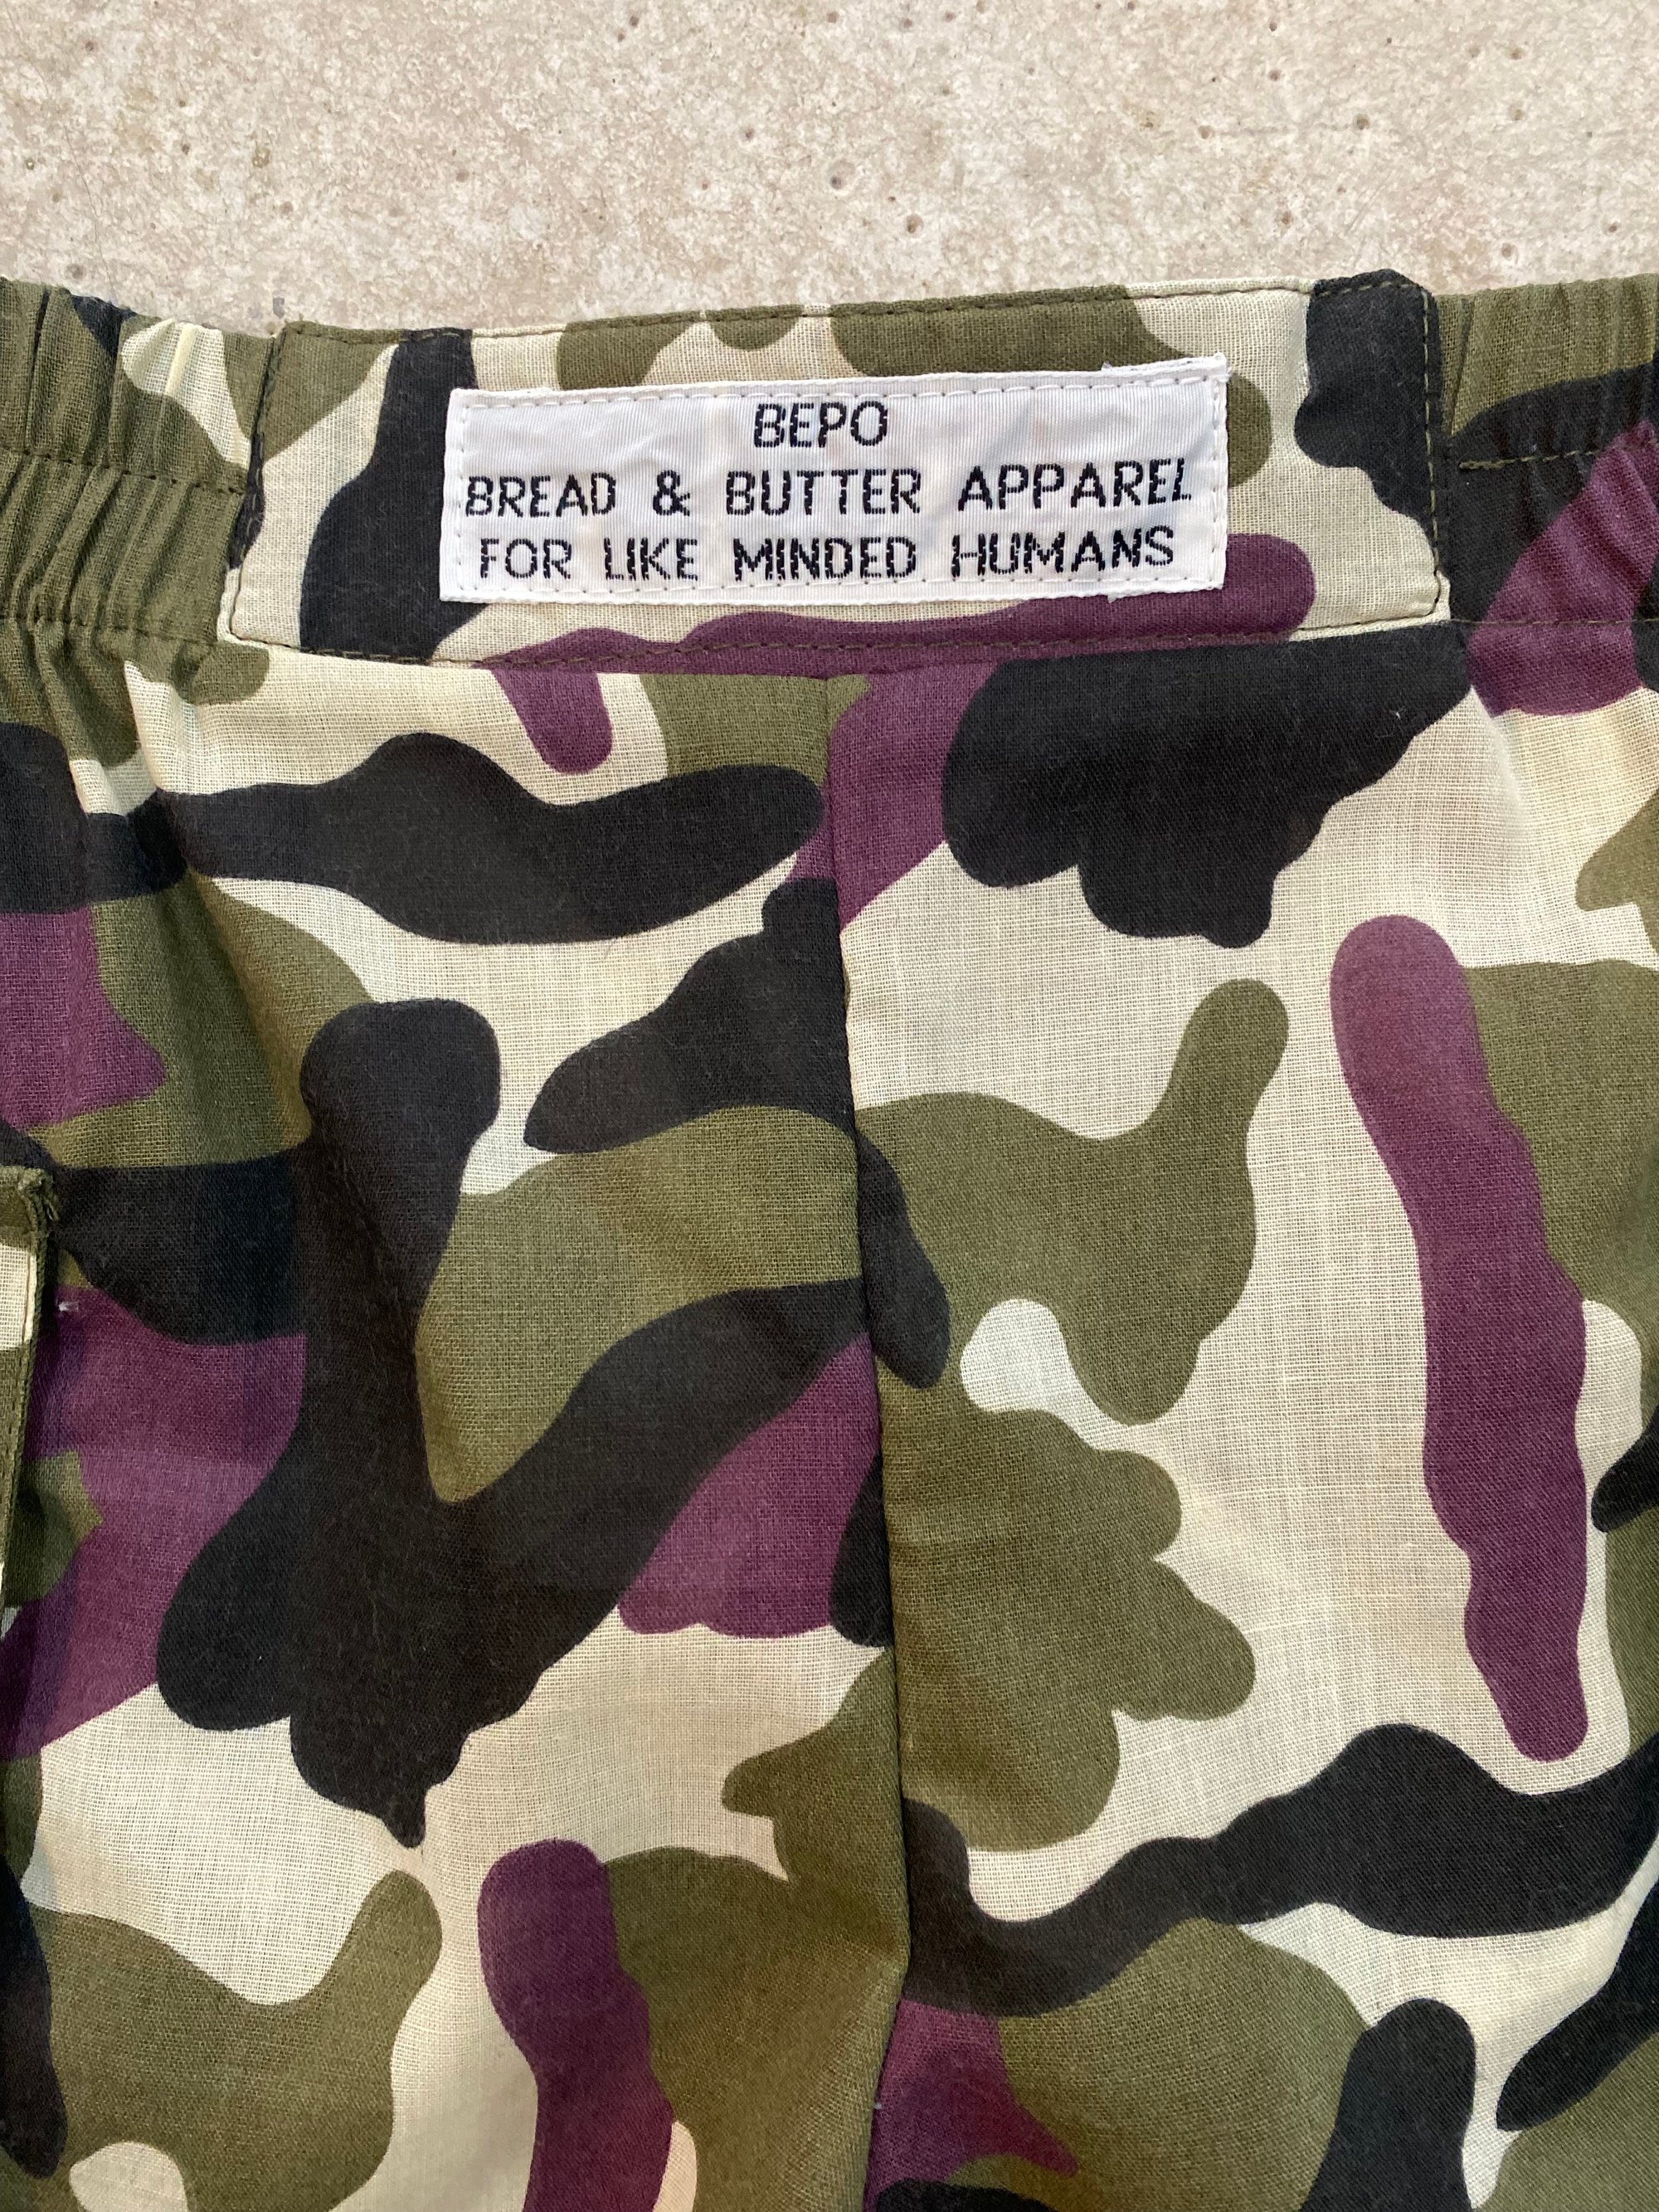 BEPO
BREAD & BUTTER APPAREL
FOR LIKE MINDED HUMANS